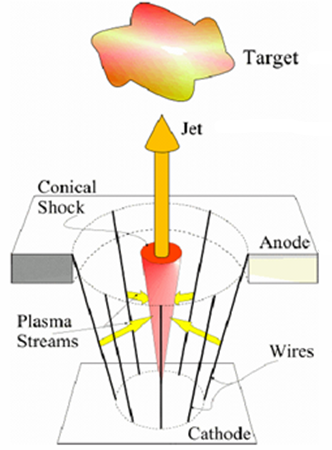 Target
Jet
Conical
Shock
Anode
Plasma
Streams
Wires
Cathode